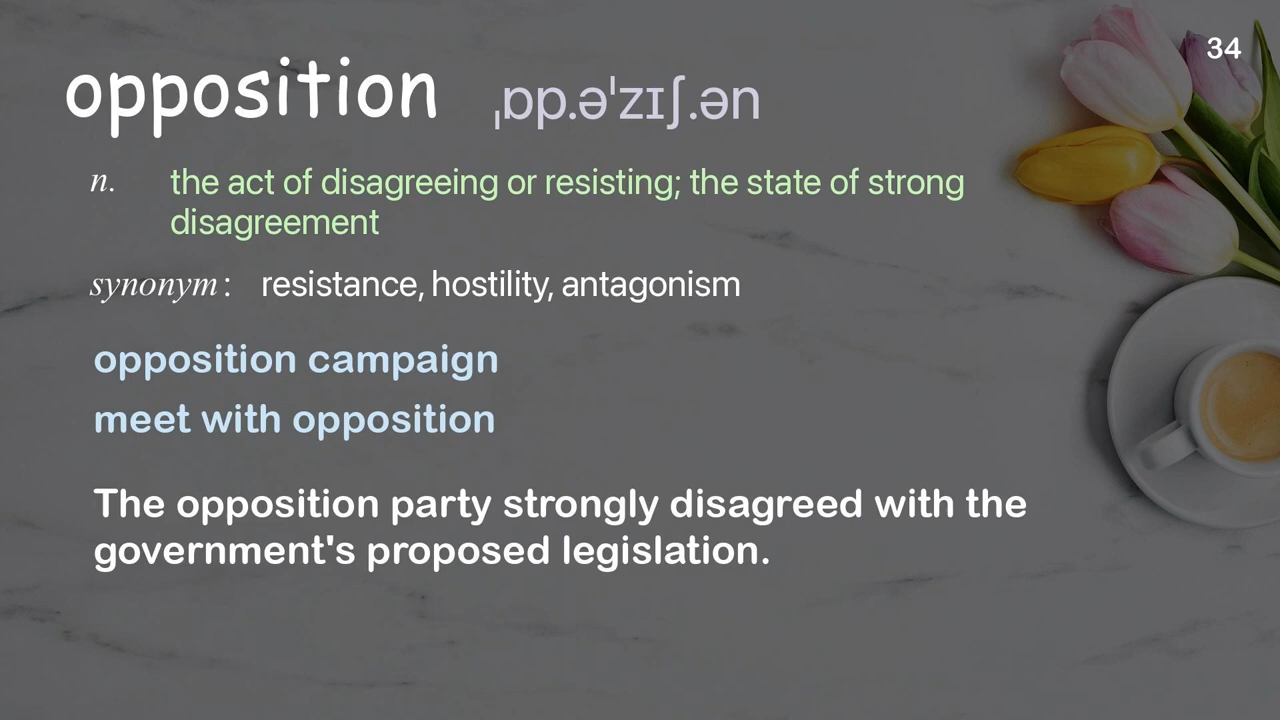 34
opposition ˌɒp.əˈzɪʃ.ən
n. the act of disagreeing or resisting; the state of strong
disagreement
synonym: resistance, hostility, antagonism
opposition campaign
meet with opposition
The opposition party strongly disagreed with the
government's proposed legislation.